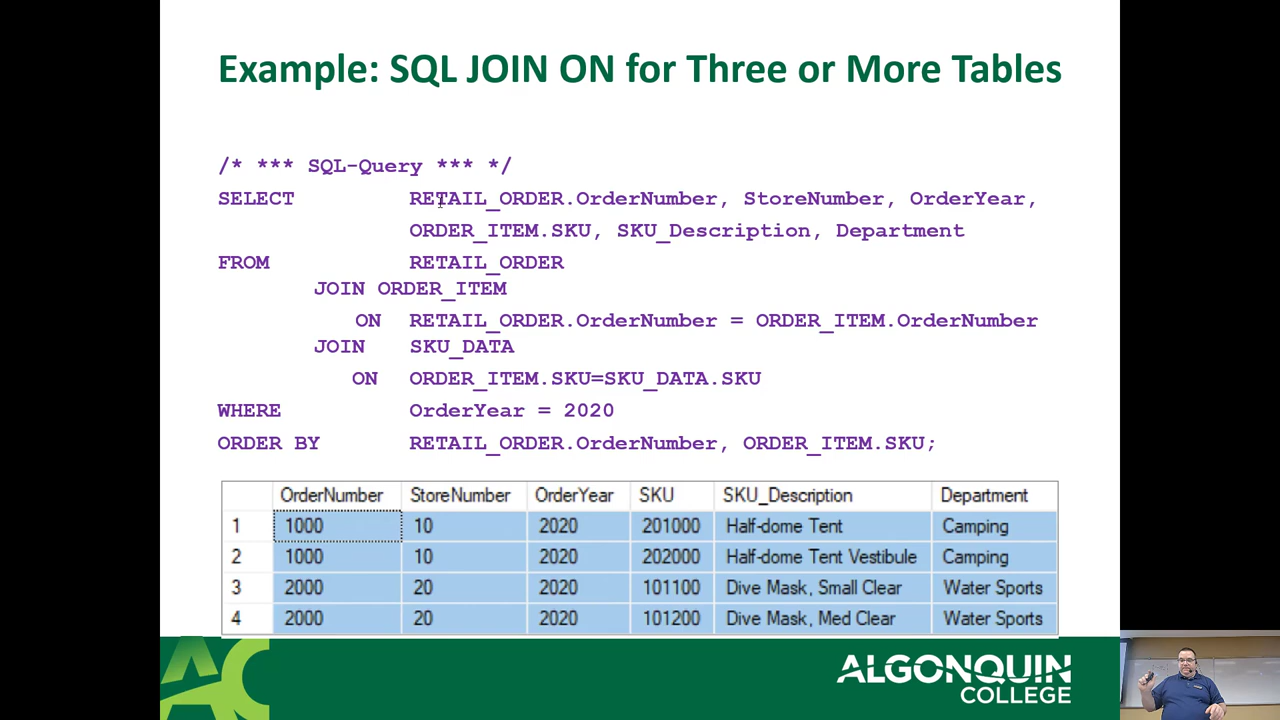 Example: SQL JOIN ON for Three or More Tables
/* *** SQL-Query *** */
SELECT RETAIL_ORDER.OrderNumber, StoreNumber, OrderYear,
ORDER_ITEM.SKU, SKU_Description, Department
FROM RETAIL_ORDER
JOIN ORDER_ITEM
ON RETAIL_ORDER.OrderNumber = ORDER_ITEM.OrderNumber
JOIN SKU_DATA
ON ORDER_ITEM.SKU=SKU_DATA.SKU
WHERE OrderYear = 2020
ORDER BY RETAIL_ORDER.OrderNumber, ORDER_ITEM.SKU;
OrderNumber StoreNumber OrderYear SKU SKU_Description Department
1 1000 10 2020 201000 Half-dome Tent Camping
2 1000 10 2020 202000 Half-dome Tent Vestibule Camping
3 2000 20 2020 101100 Dive Mask, Small Clear Water Sports
4 2000 20 2020 101200 Dive Mask, Med Clear Water Sports
AC
ALGONQUIN
COLLEGE